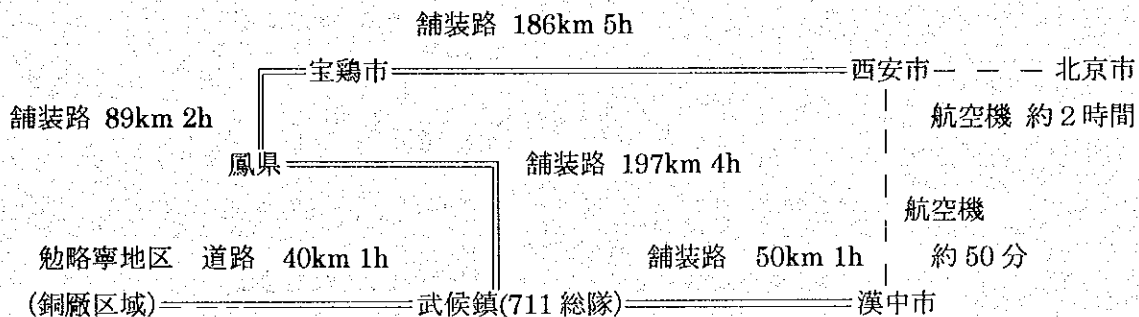 舗装路 186km 5h
宝鶏市 西安市 北京市
舗装路 89km 2h 航空機 約2時間
鳳県 舗装路 197km 4h
航空機
勉略寧地区 道路 40km 1h 舗装路 50km 1h 約50分
(銅厰区域) 武侯鎮(711総隊) 漢中市